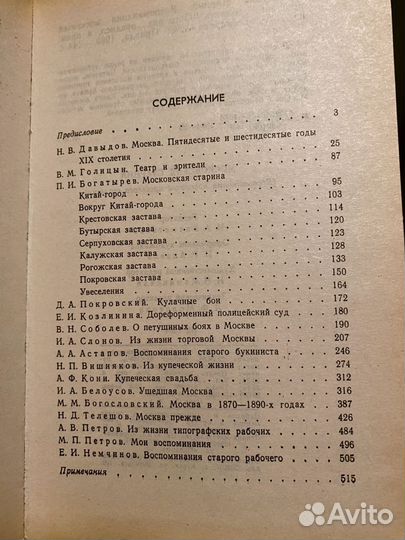 СОДЕРЖАНИЕ
Предисловие . . . . . . . . . . . 3
Н. В. Давыдов. Москва. Пятидесятые и шестидесятые годы
XIX столетия . . . . . . . . . . . 25
В. М. Голицын. Театр и зрители . . . . . . 87
П. И. Богатырев. Московская старина
Китай-город . . . . . . . . . . . 95
Вокруг Китай-города . . . . . . . . . 103
Крестовская застава . . . . . . . . . 114
Бутырская застава . . . . . . . . . 120
Серпуховская застава . . . . . . . . . 123
Калужская застава . . . . . . . . . 128
Рогожская застава . . . . . . . . . 133
Покровская застава . . . . . . . . . 150
Увеселения . . . . . . . . . . . 164
Д. А. Покровский. Кулачные бои . . . . . . 172
Е. И. Козлинина. Дореформенный полицейский суд . . 180
В. Н. Соболев. О петушиных боях в Москве . . . 190
И. А. Слонов. Из жизни торговой Москвы . . . 207
А. А. Астапов. Воспоминания старого букиниста . . 246
Н. П. Вишняков. Из купеческой жизни . . . . 274
А. Ф. Кони. Купеческая свадьба . . . . . . 312
И. А. Белоусов. Ушедшая Москва . . . . . 316
М. М. Богословский. Москва в 1870—1890-х годах . . 387
Н. Д. Телешов. Москва прежде . . . . . . 426
А. В. Петров. Из жизни типографских рабочих . . 484
М. П. Петров. Мои воспоминания . . . . . 496
Е. И. Немчинов. Воспоминания старого рабочего . . 505
Примечания . . . . . . . . . . . 515
Avito